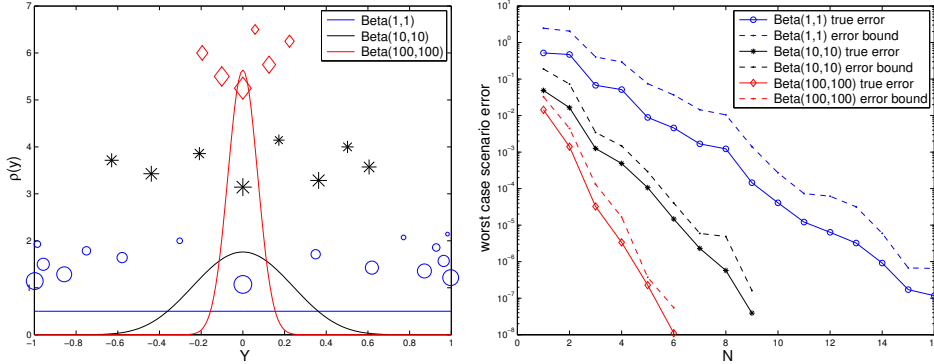 Beta(1,1)
Beta(10,10)
Beta(100,100)
ρ(y)
7
6
5
4
3
2
1
0
−1 −0.8 −0.6 −0.4 −0.2 0 0.2 0.4 0.6 0.8 1
Y
Beta(1,1) true error
Beta(1,1) error bound
Beta(10,10) true error
Beta(10,10) error bound
Beta(100,100) true error
Beta(100,100) error bound
worst case scenario error
10^1
10^0
10^−1
10^−2
10^−3
10^−4
10^−5
10^−6
10^−7
10^−8
0 2 4 6 8 10 12 14 16
N